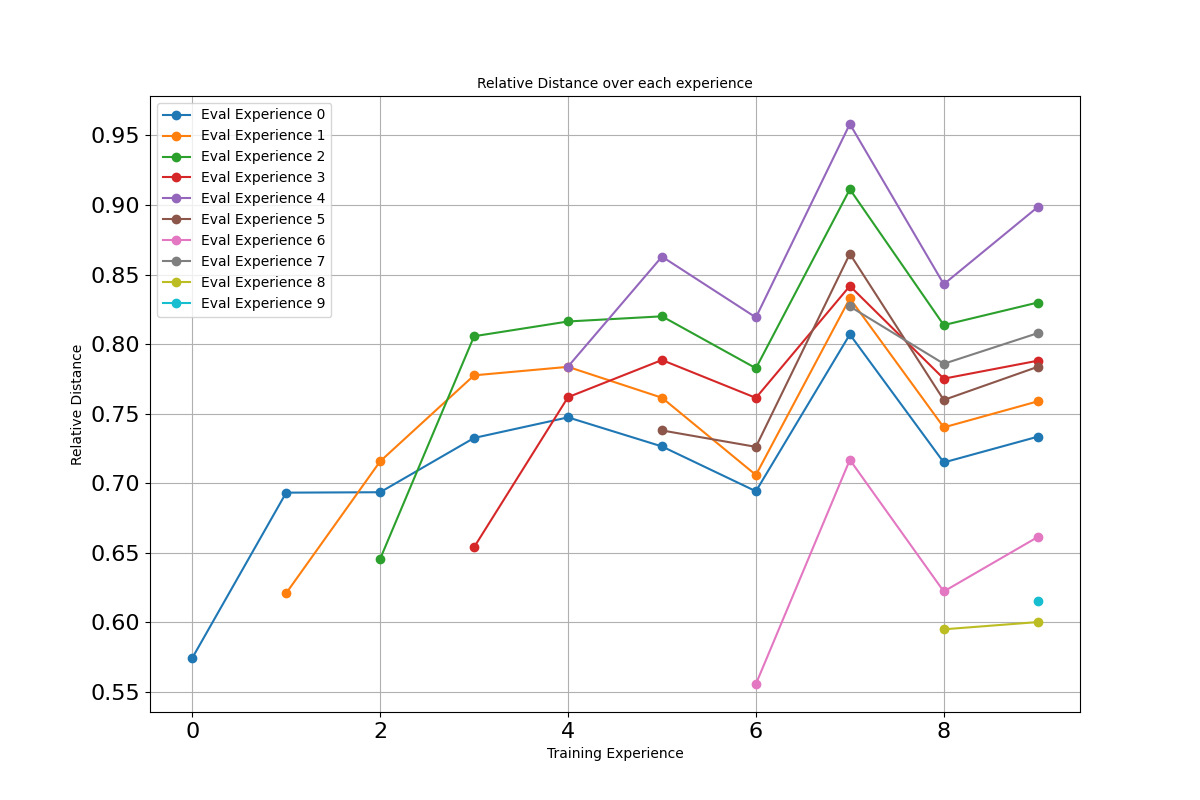 Relative Distance over each experience
Eval Experience 0
Eval Experience 1
Eval Experience 2
Eval Experience 3
Eval Experience 4
Eval Experience 5
Eval Experience 6
Eval Experience 7
Eval Experience 8
Eval Experience 9
0.95
0.90
0.85
0.80
0.75
0.70
0.65
0.60
0.55
Relative Distance
0 2 4 6 8
Training Experience